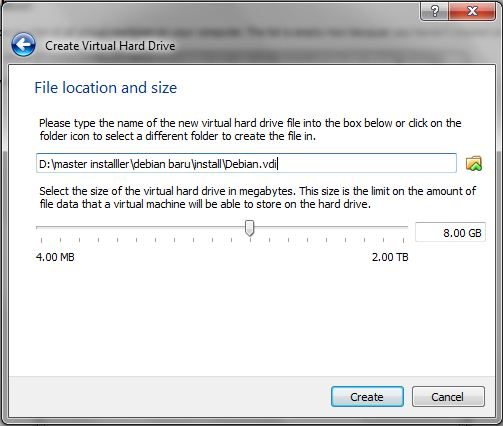 Create Virtual Hard Drive
File location and size
Please type the name of the new virtual hard drive file into the box below or click on the
folder icon to select a different folder to create the file in.
D:\master installler\debian baru\install\Debian.vdi
Select the size of the virtual hard drive in megabytes. This size is the limit on the amount of
file data that a virtual machine will be able to store on the hard drive.
8.00 GB
4.00 MB 2.00 TB
Create Cancel